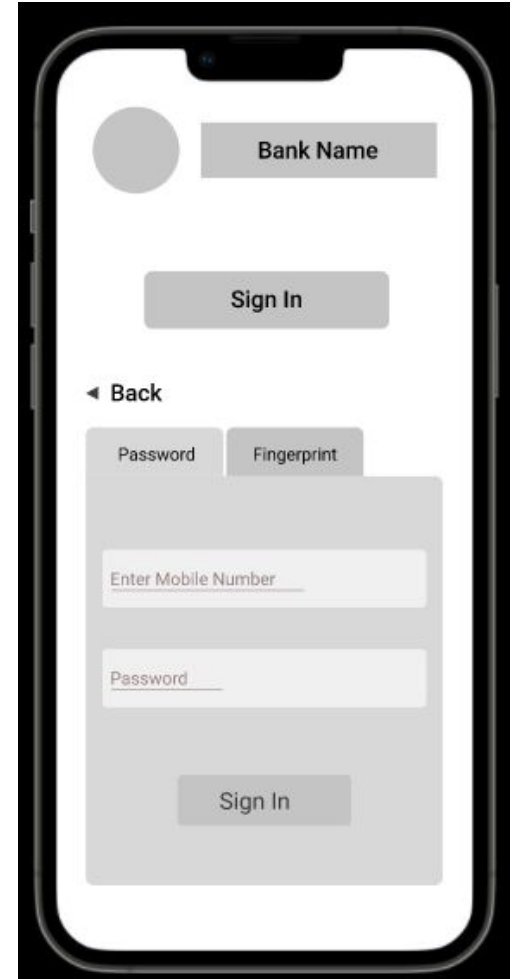 Bank Name
Sign In
Back
Password
Fingerprint
Enter Mobile Number
Password
Sign In